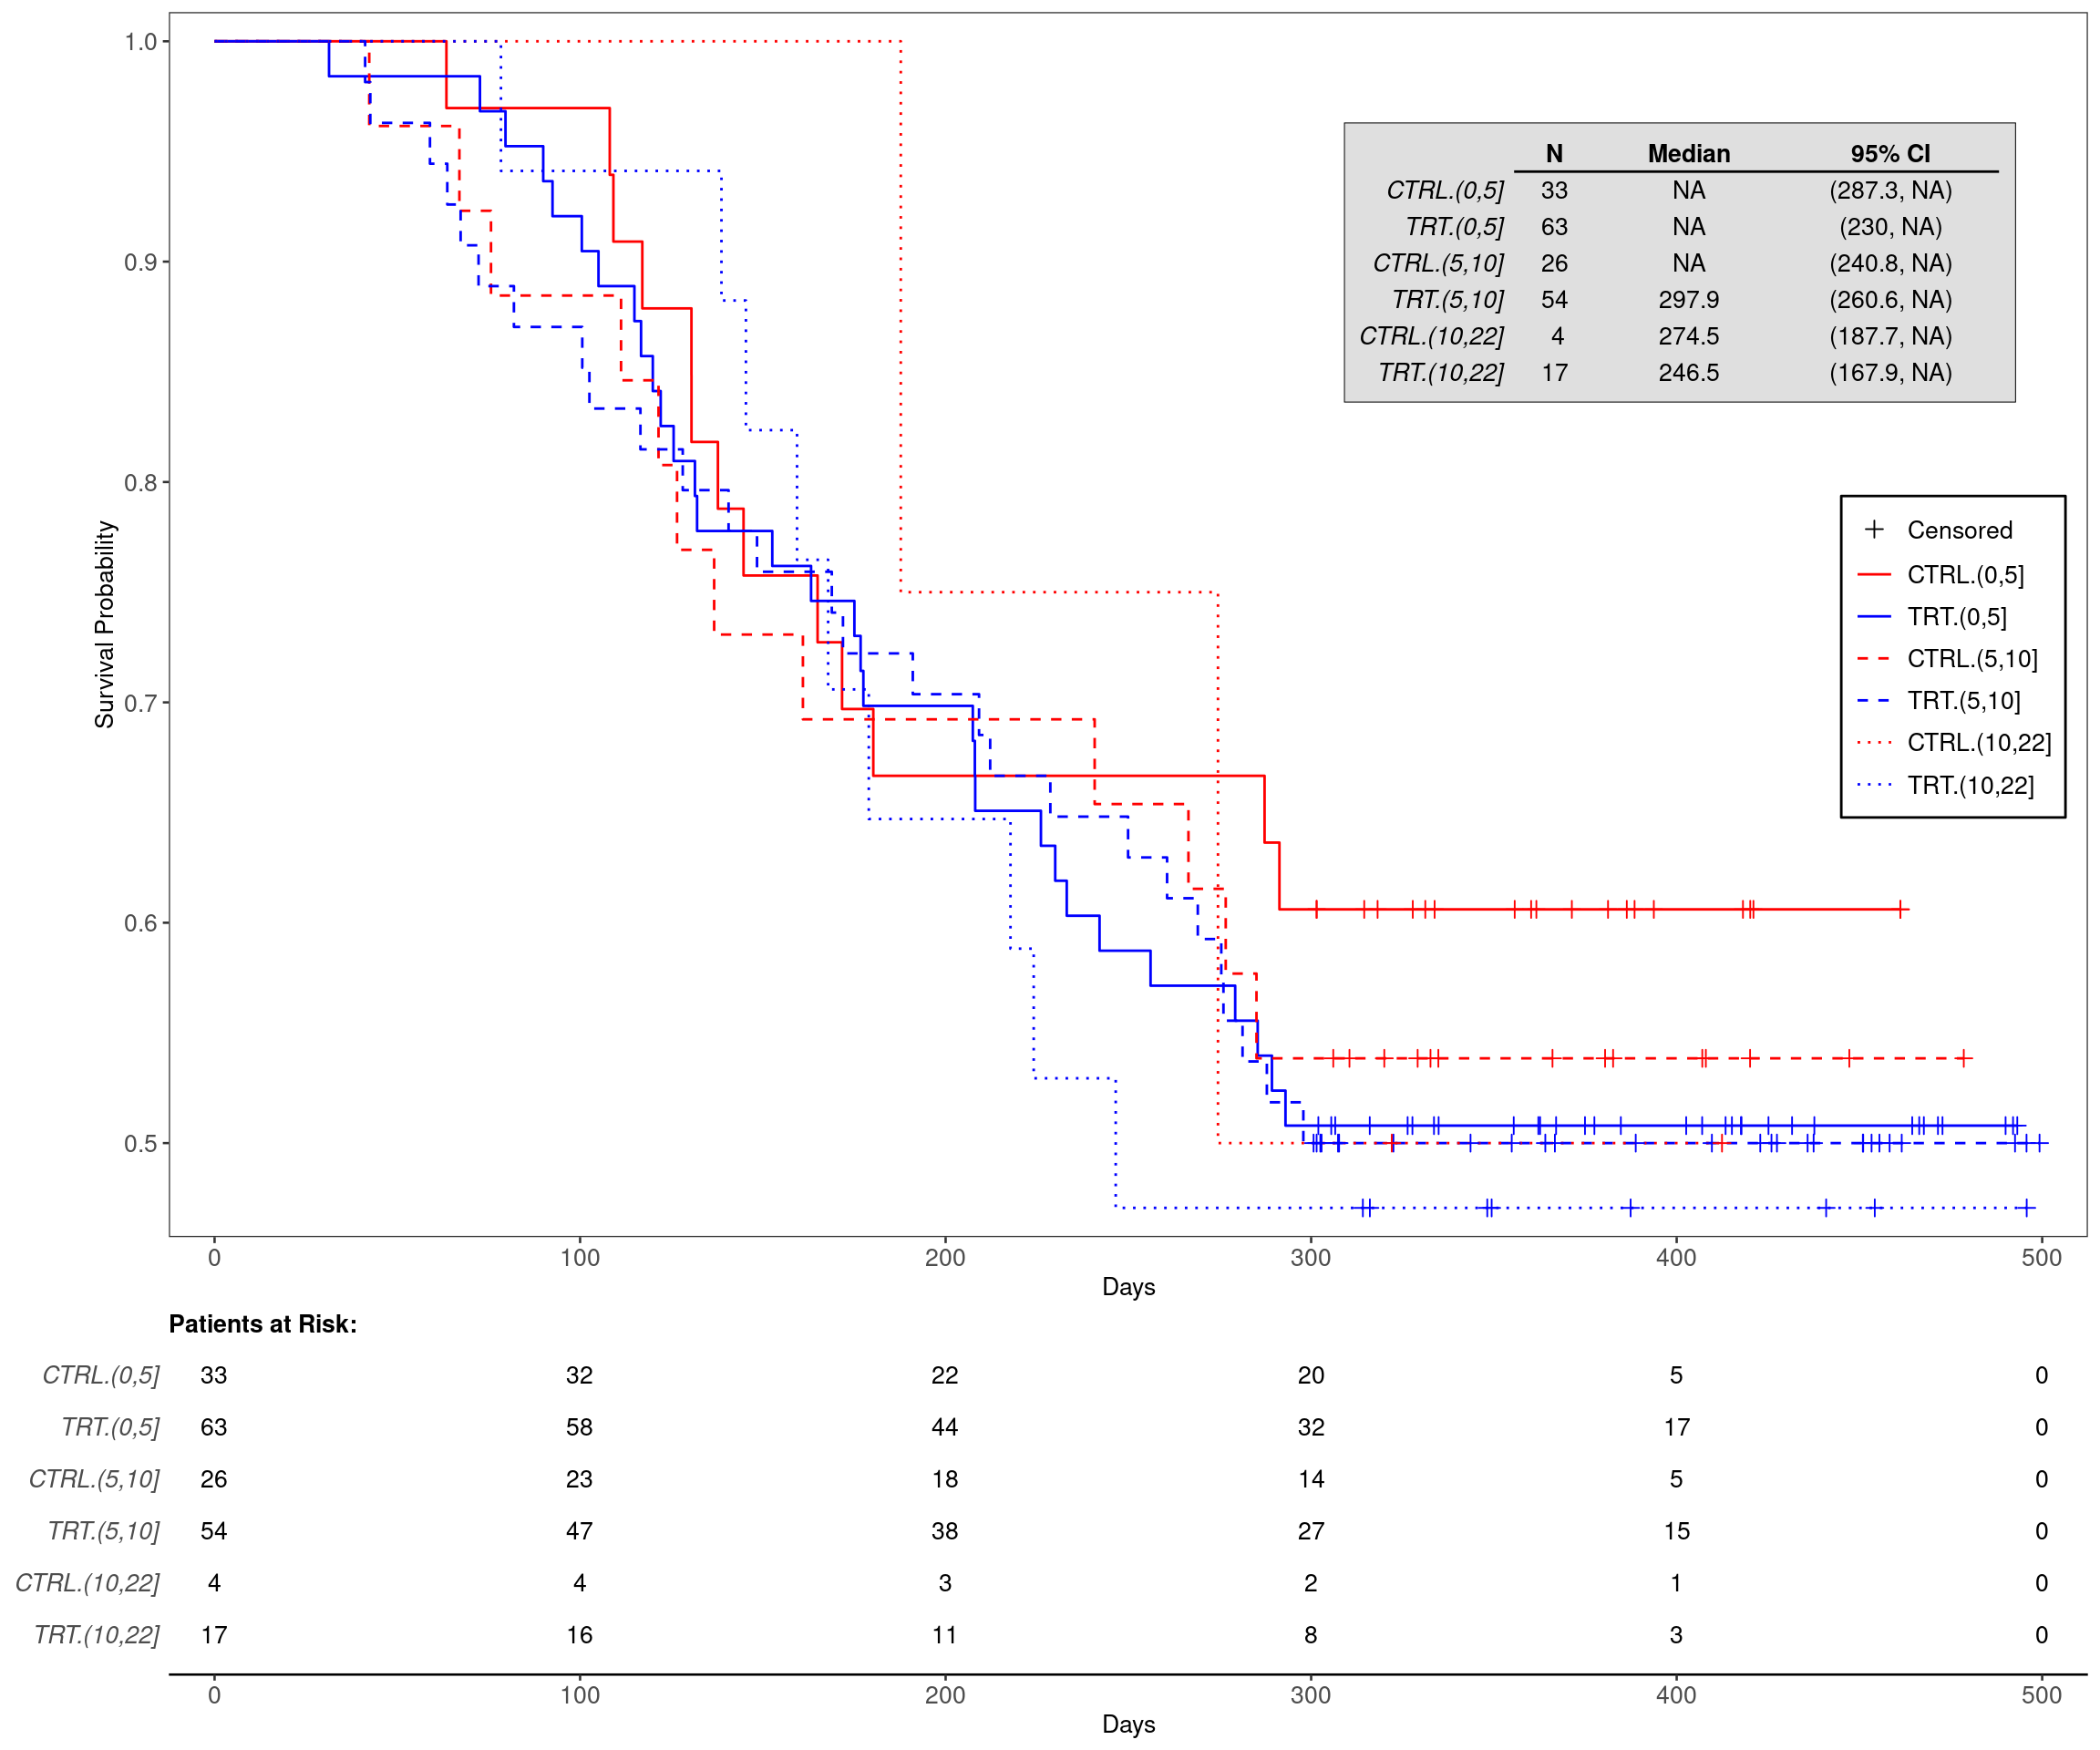 1.0
0.9
0.8
0.7
0.6
0.5
Survival Probability
N Median 95% CI
CTRL.(0,5] 33 NA (287.3, NA)
TRT.(0,5] 63 NA (230, NA)
CTRL.(5,10] 26 NA (240.8, NA)
TRT.(5,10] 54 297.9 (260.6, NA)
CTRL.(10,22] 4 274.5 (187.7, NA)
TRT.(10,22] 17 246.5 (167.9, NA)
Censored
CTRL.(0,5]
TRT.(0,5]
CTRL.(5,10]
TRT.(5,10]
CTRL.(10,22]
TRT.(10,22]
0 100 200 300 400 500
Days
Patients at Risk:
CTRL.(0,5] 33 32 22 20 5 0
TRT.(0,5] 63 58 44 32 17 0
CTRL.(5,10] 26 23 18 14 5 0
TRT.(5,10] 54 47 38 27 15 0
CTRL.(10,22] 4 4 3 2 1 0
TRT.(10,22] 17 16 11 8 3 0
0 100 200 300 400 500
Days